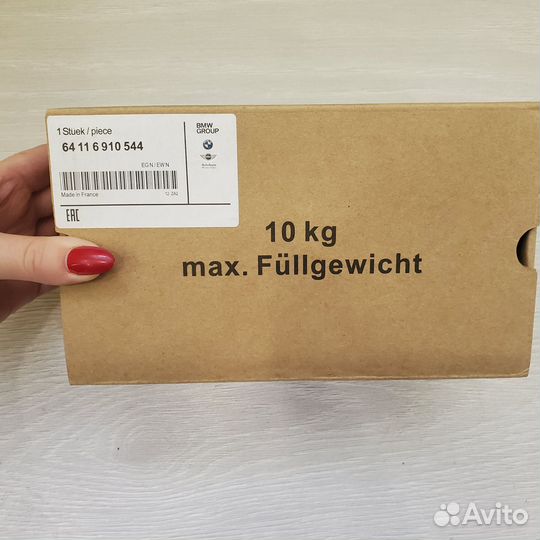 1 Stuek / piece
64 11 6 910 544
EGN/EWN
Made in France
EAC
BMW
GROUP
10 kg
max. Füllgewicht
Avito